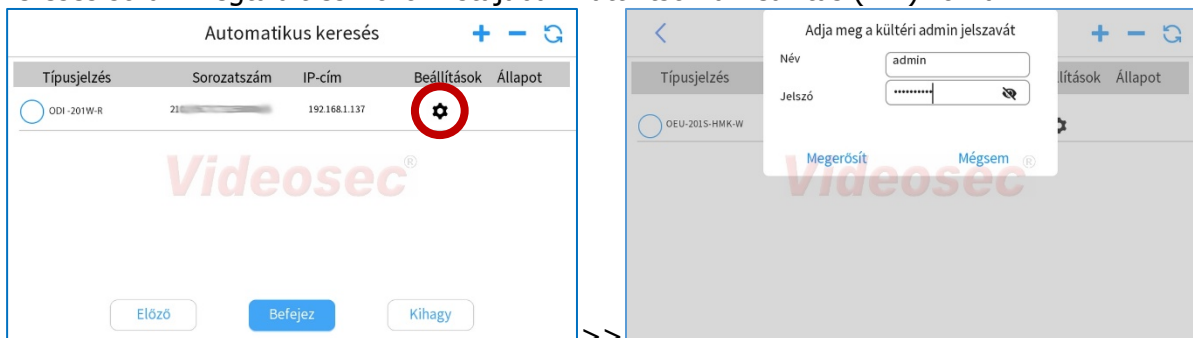 Automatikus keresés
Típusjelzés Sorozatszám IP-cím Beállítások Állapot
ODI-201W-R 192.168.1.137
Videosec®
Előző Befejez Kihagy
>>
Adja meg a kültéri admin jelszavát
Név admin
Jelszó ••••••••••
Megerősít Mégsem
Típusjelzés lítások Állapot
OEU-201S-HMK-W
Videosec®